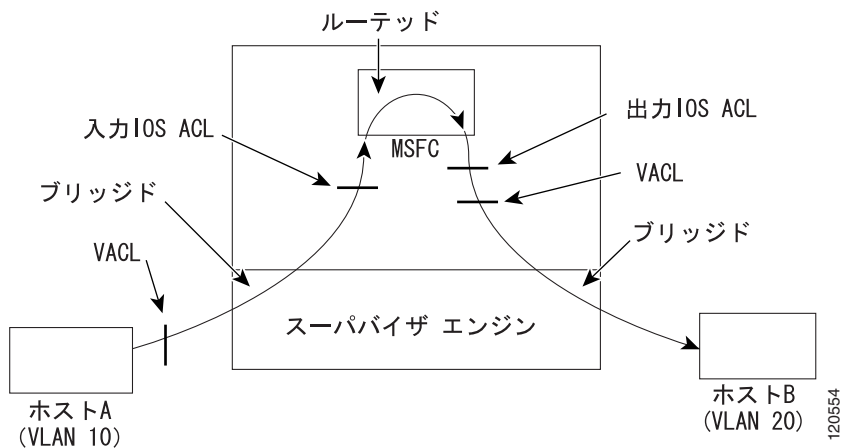 ルーテッド
入力IOS ACL
MSFC
出力IOS ACL
VACL
ブリッジド
ブリッジド
VACL
スーパバイザ エンジン
ホストA
(VLAN 10)
ホストB
(VLAN 20)
120554